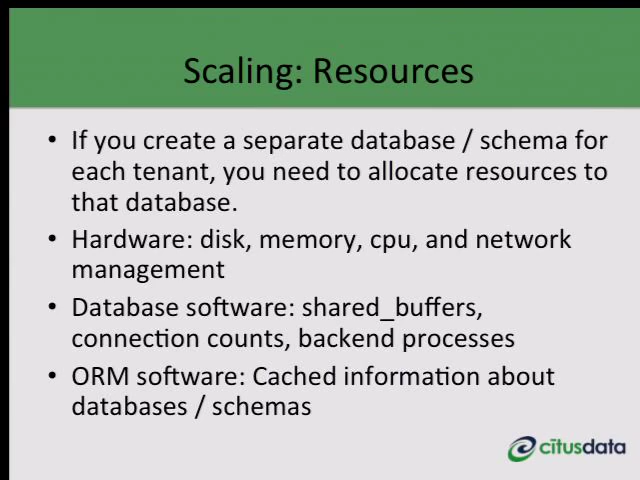 Scaling: Resources
• If you create a separate database / schema for
each tenant, you need to allocate resources to
that database.
• Hardware: disk, memory, cpu, and network
management
• Database software: shared_buffers,
connection counts, backend processes
• ORM software: Cached information about
databases / schemas
citusdata